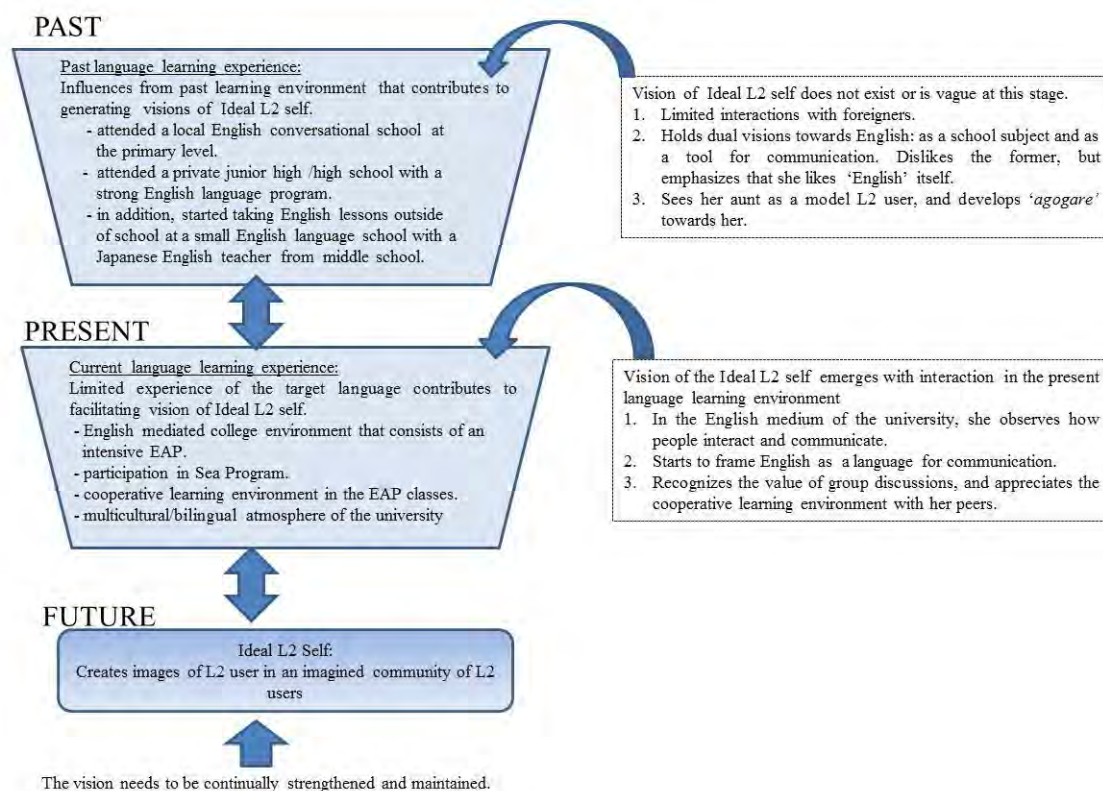 PAST
Past language learning experience:
Influences from past learning environment that contributes to
generating visions of Ideal L2 self.
- attended a local English conversational school at
the primary level.
- attended a private junior high /high school with a
strong English language program.
- in addition, started taking English lessons outside
of school at a small English language school with a
Japanese English teacher from middle school.
Vision of Ideal L2 self does not exist or is vague at this stage.
1. Limited interactions with foreigners.
2. Holds dual visions towards English: as a school subject and as
a tool for communication. Dislikes the former, but
emphasizes that she likes ‘English’ itself.
3. Sees her aunt as a model L2 user, and develops ‘agogare’
towards her.
PRESENT
Current language learning experience:
Limited experience of the target language contributes to
facilitating vision of Ideal L2 self.
- English mediated college environment that consists of an
intensive EAP.
- participation in Sea Program.
- cooperative learning environment in the EAP classes.
- multicultural/bilingual atmosphere of the university
Vision of the Ideal L2 self emerges with interaction in the present
language learning environment
1. In the English medium of the university, she observes how
people interact and communicate.
2. Starts to frame English as a language for communication.
3. Recognizes the value of group discussions, and appreciates the
cooperative learning environment with her peers.
FUTURE
Ideal L2 Self:
Creates images of L2 user in an imagined community of L2
users
The vision needs to be continually strengthened and maintained.